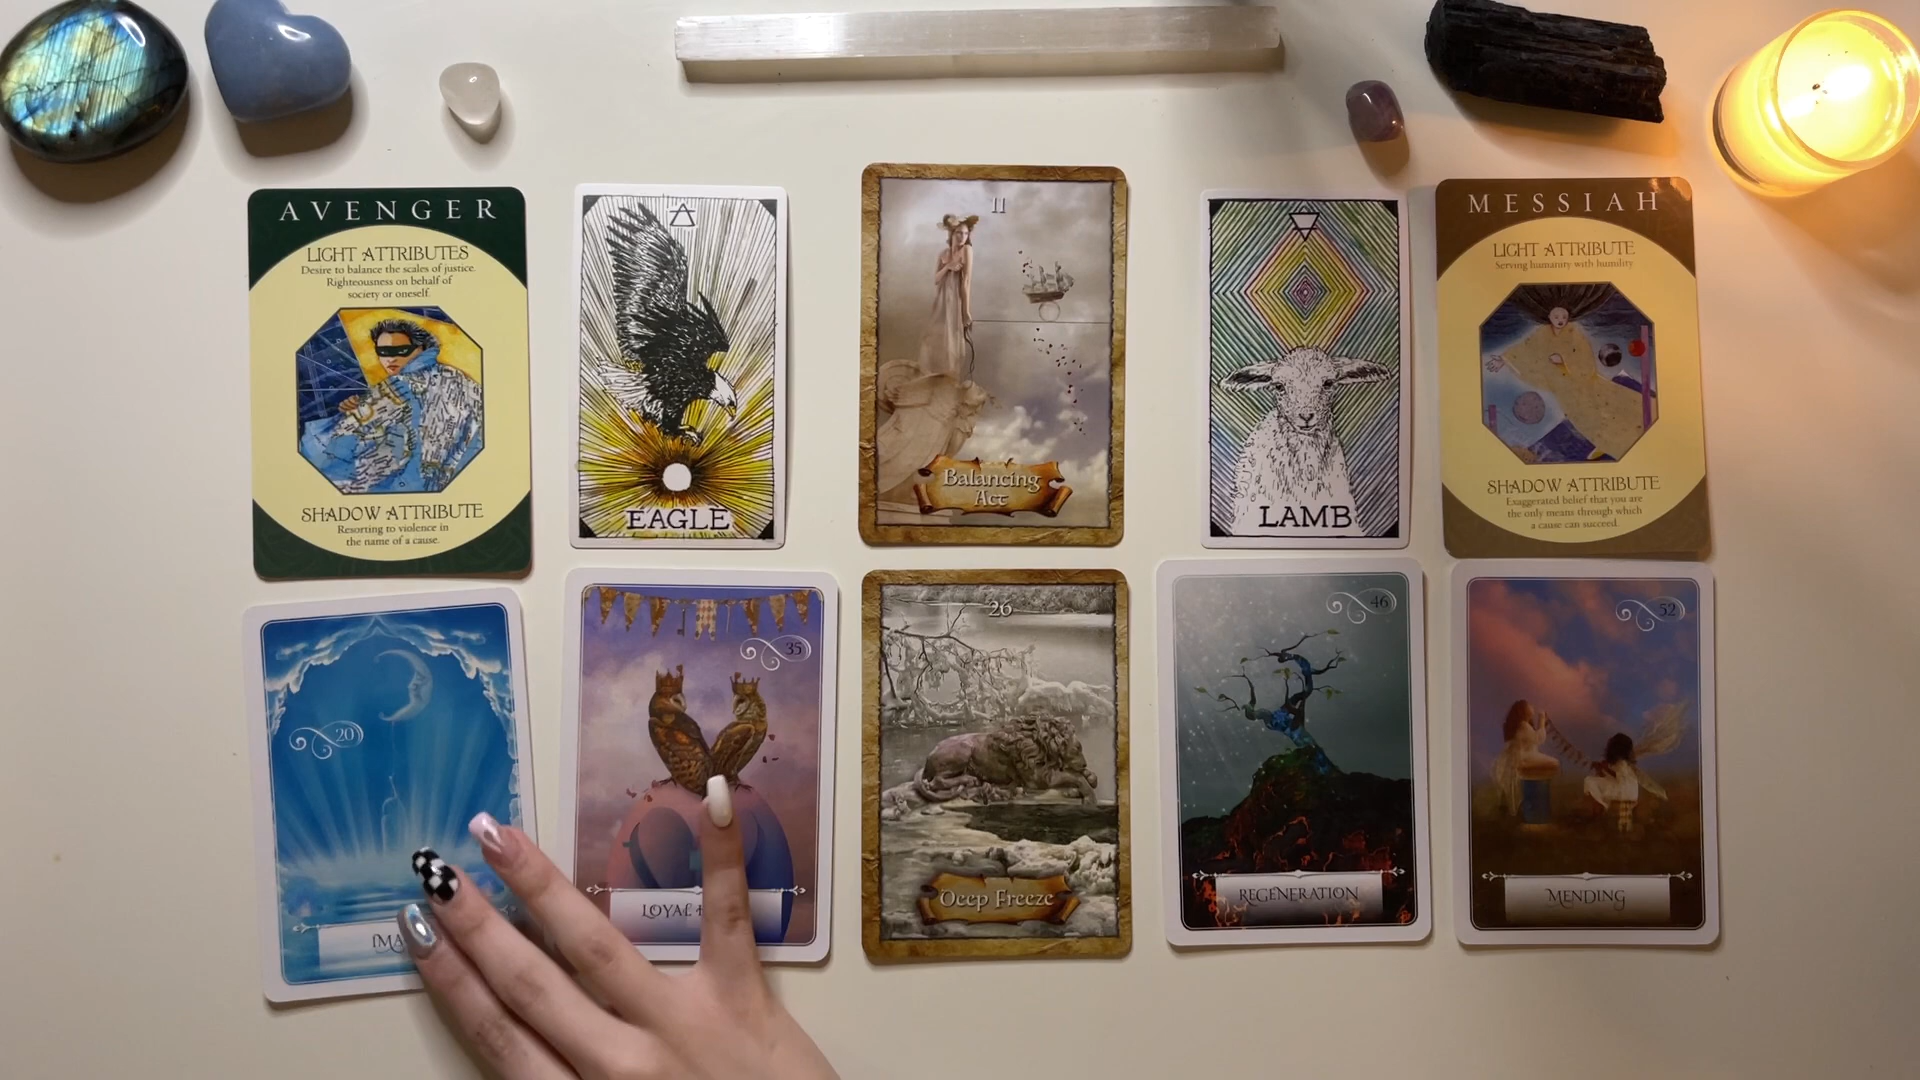 AVENGER
LIGHT ATTRIBUTES
Desire to balance the scales of justice.
Righteousness on behalf of
society or oneself.
SHADOW ATTRIBUTE
Resorting to violence in
the name of a cause.
EAGLE
II
Balancing
Act
LAMB
MESSIAH
LIGHT ATTRIBUTE
Serving humanity with humility.
SHADOW ATTRIBUTE
Exaggerated belief that you are
the only means through which
a cause can succeed.
20
35
LOYAL
26
Deep Freeze
46
REGENERATION
52
MENDING